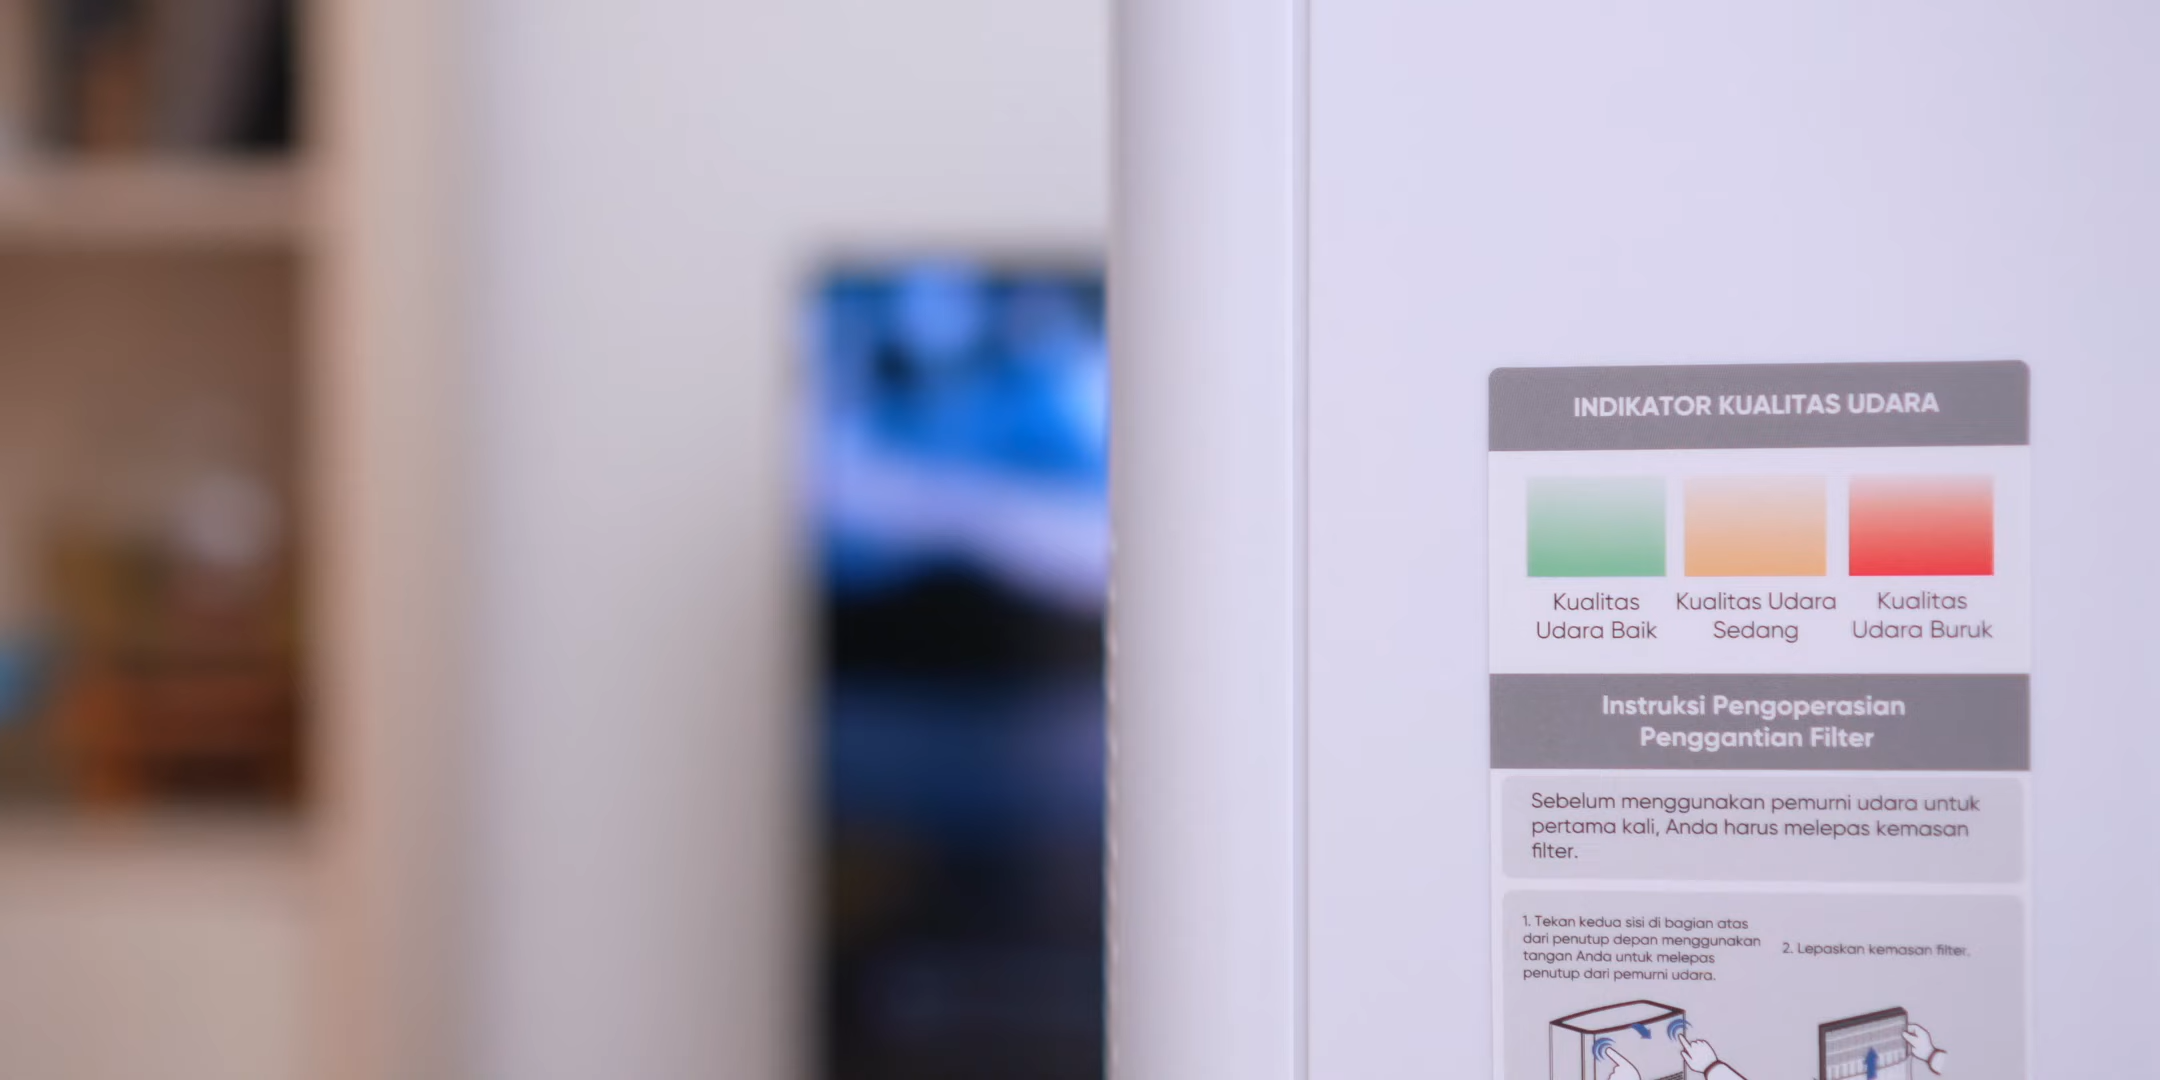 INDIKATOR KUALITAS UDARA
Kualitas
Udara Baik
Kualitas Udara
Sedang
Kualitas
Udara Buruk
Instruksi Pengoperasian
Penggantian Filter
Sebelum menggunakan pemurni udara untuk
pertama kali, Anda harus melepas kemasan
filter.
1. Tekan kedua sisi di bagian atas
dari penutup depan menggunakan
tangan Anda untuk melepas
penutup dari pemurni udara.
2. Lepaskan kemasan filter.